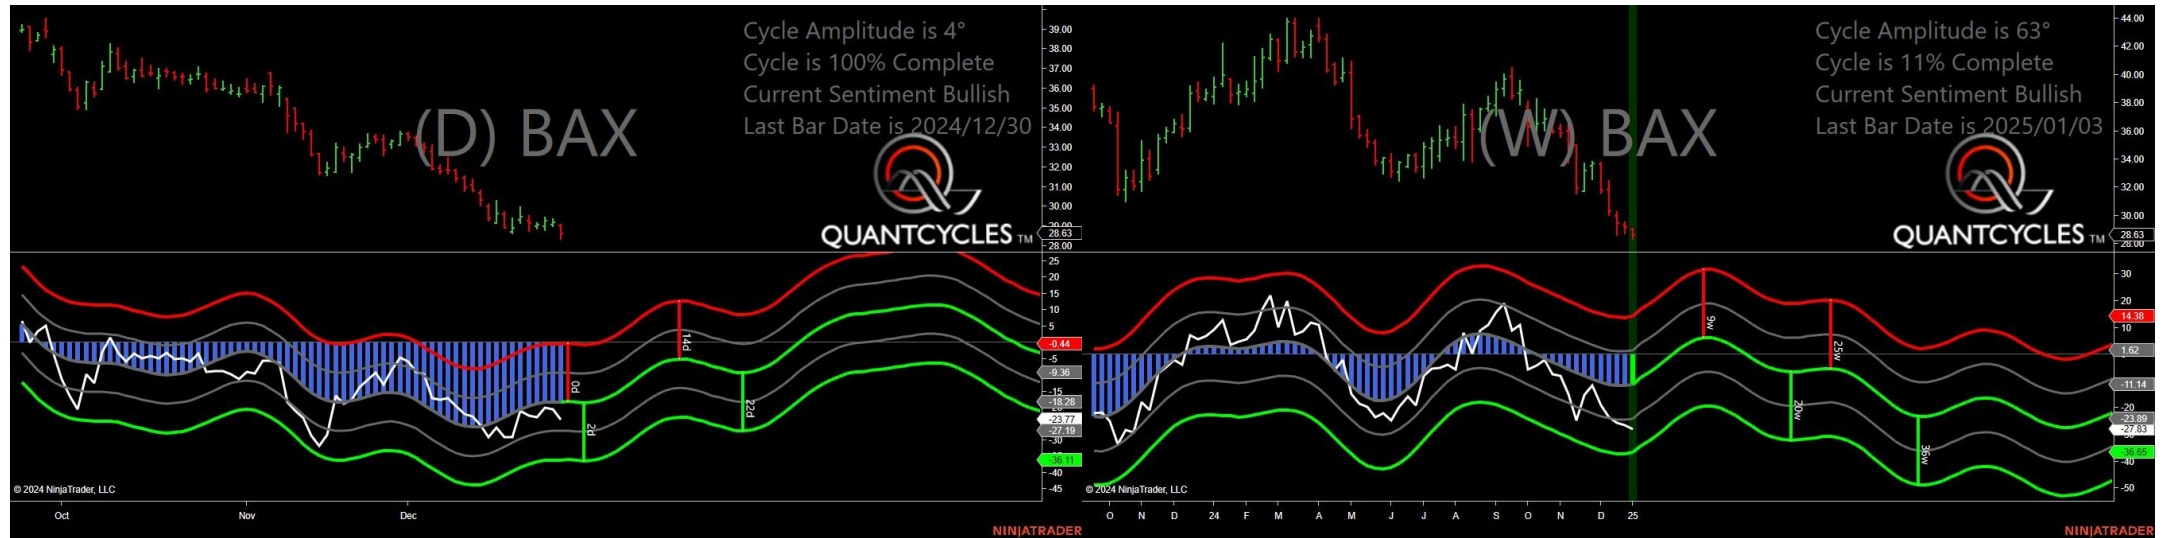 Cycle Amplitude is 4°
Cycle is 100% Complete
Current Sentiment Bullish
Last Bar Date is 2024/12/30
(D) BAX
QUANTCYCLES TM
39.00
38.00
37.00
36.00
35.00
34.00
33.00
32.00
31.00
30.00
28.63
28.00
25
20
15
10
5
-0.44
-5
-9.36
-15
-18.28
-23.77
-27.19
-30
-36.11
-40
-45
0d
2d
14d
22d
© 2024 NinjaTrader, LLC
Oct
Nov
Dec
NINJATRADER
Cycle Amplitude is 63°
Cycle is 11% Complete
Current Sentiment Bullish
Last Bar Date is 2025/01/03
(W) BAX
QUANTCYCLES TM
44.00
42.00
40.00
38.00
36.00
34.00
32.00
30.00
28.63
28.00
30
20
14.38
10
1.62
-11.14
-20
-23.89
-27.83
-36.65
-40
-50
9w
25w
20w
36w
© 2024 NinjaTrader, LLC
O N D 24 F M A M J J A S O N D 25
NINJATRADER